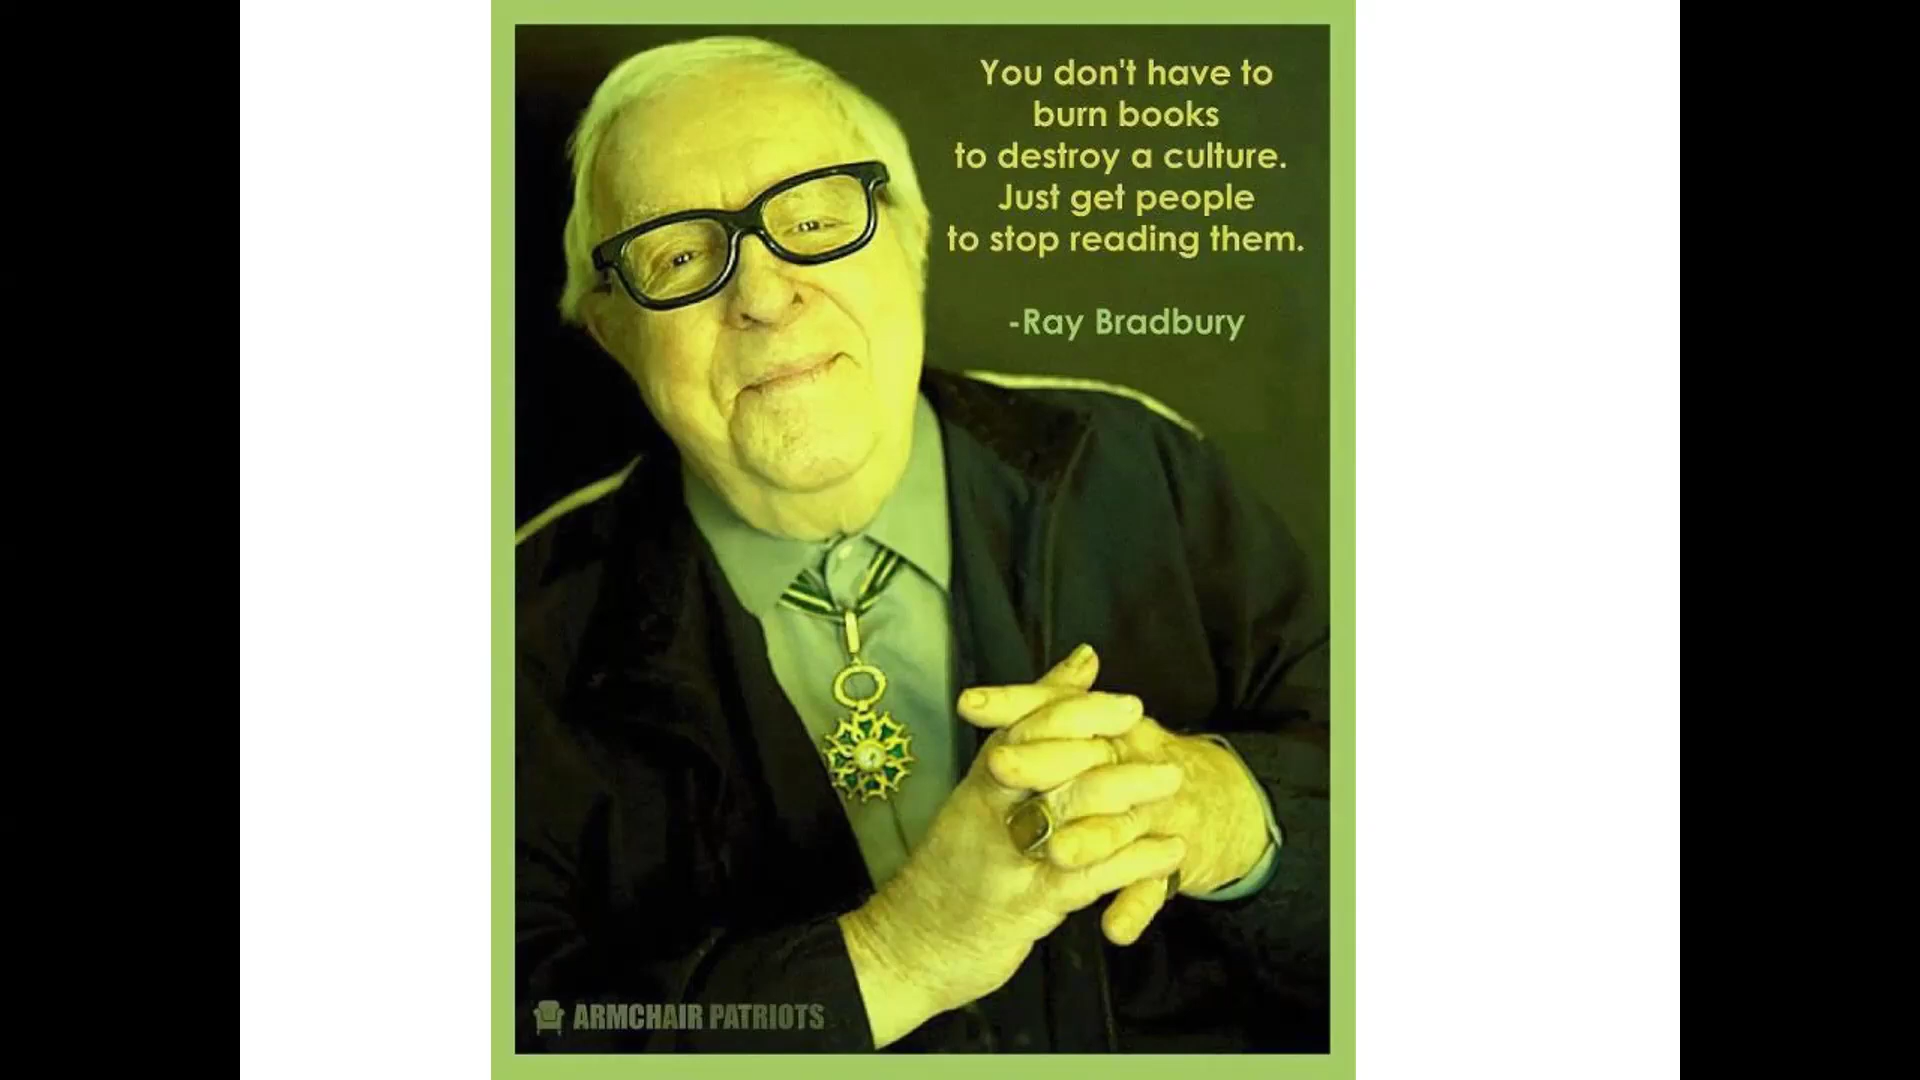 You don't have to
burn books
to destroy a culture.
Just get people
to stop reading them.
-Ray Bradbury
ARMCHAIR PATRIOTS